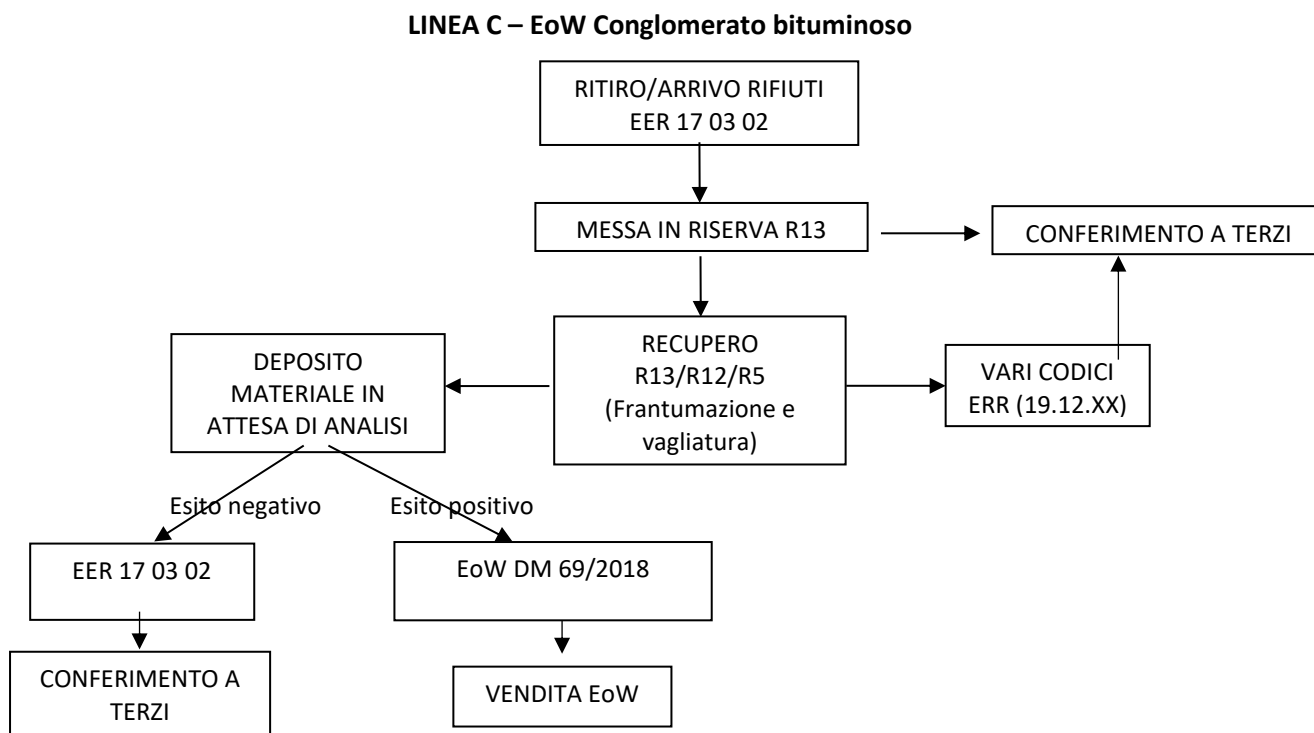 LINEA C – EoW Conglomerato bituminoso
RITIRO/ARRIVO RIFIUTI
EER 17 03 02
MESSA IN RISERVA R13
CONFERIMENTO A TERZI
DEPOSITO
MATERIALE IN
ATTESA DI ANALISI
RECUPERO
R13/R12/R5
(Frantumazione e
vagliatura)
VARI CODICI
ERR (19.12.XX)
Esito negativo
Esito positivo
EER 17 03 02
EoW DM 69/2018
CONFERIMENTO A
TERZI
VENDITA EoW